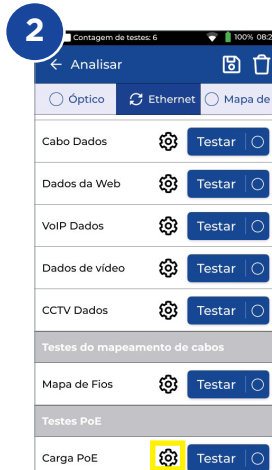 2
Contagem de testes: 6 100% 08:2
Analisar
Óptico Ethernet Mapa de
Cabo Dados Testar
Dados da Web Testar
VoIP Dados Testar
Dados de vídeo Testar
CCTV Dados Testar
Testes do mapeamento de cabos
Mapa de Fios Testar
Testes PoE
Carga PoE Testar